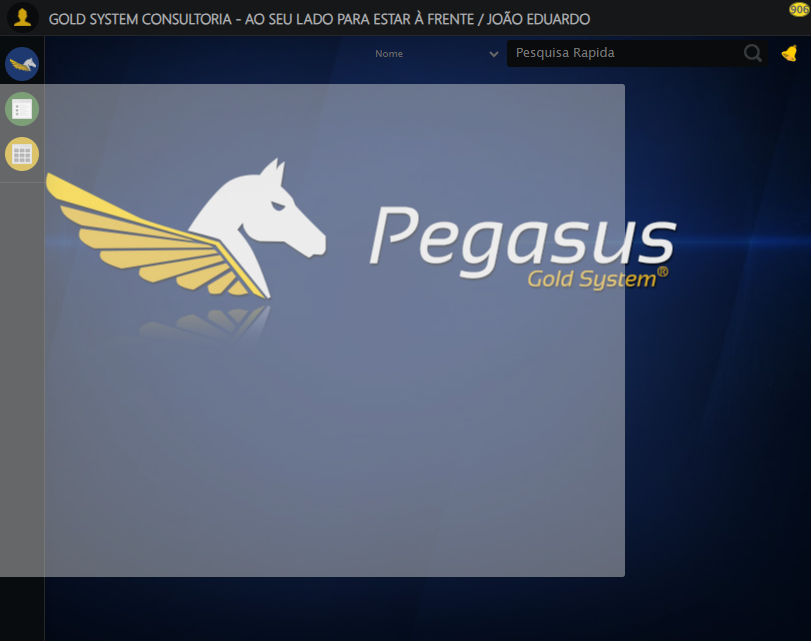 GOLD SYSTEM CONSULTORIA - AO SEU LADO PARA ESTAR À FRENTE / JOÃO EDUARDO
906
Nome
Pesquisa Rapida
Pegasus
Gold System®